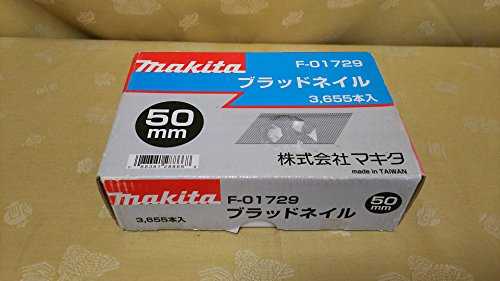 makita
F-01729
ブラッドネイル
3,655本入
50
mm
株式会社マキタ
made in TAIWAN
makita
F-01729
ブラッドネイル
3,655本入
50
mm